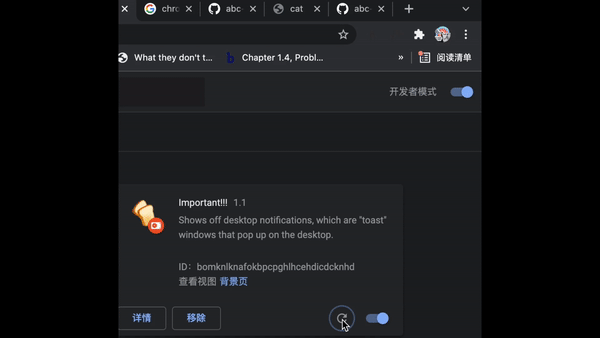 chro
abc-
cat
abc-
What they don't t...
Chapter 1.4, Probl...
»
阅读清单
开发者模式
Important!!! 1.1
Shows off desktop notifications, which are "toast"
windows that pop up on the desktop.
ID：bomknlknafokbpcpghlhcehdicdcknhd
查看视图 背景页
详情
移除